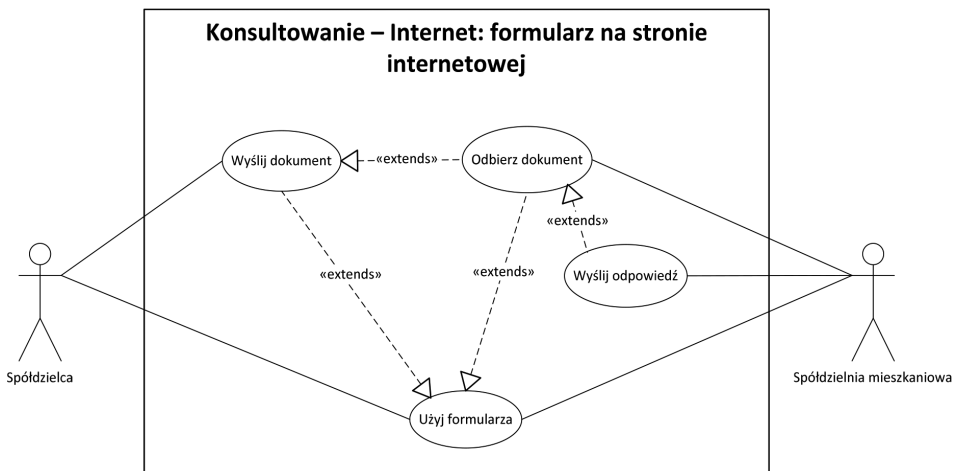 Konsultowanie – Internet: formularz na stronie
internetowej
Wyślij dokument
«extends»
Odbierz dokument
«extends»
«extends»
«extends»
Wyślij odpowiedź
Spółdzielca
Spółdzielnia mieszkaniowa
Użyj formularza